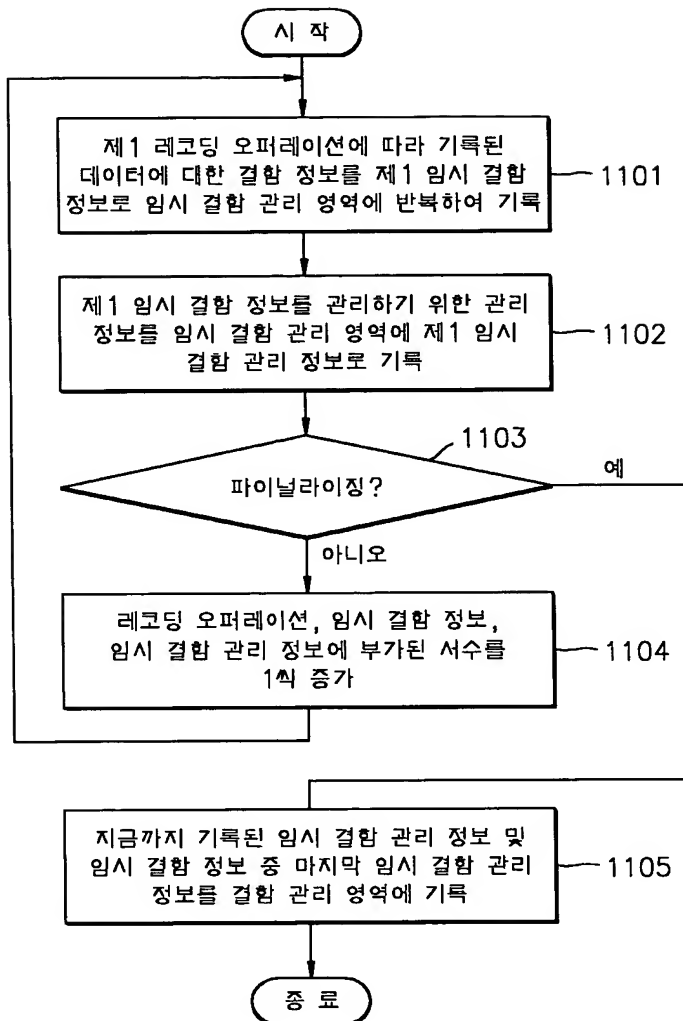 시 작
제1 레코딩 오퍼레이션에 따라 기록된
데이터에 대한 결함 정보를 제1 임시 결함
정보로 임시 결함 관리 영역에 반복하여 기록
1101
제1 임시 결함 정보를 관리하기 위한 관리
정보를 임시 결함 관리 영역에 제1 임시
결함 관리 정보로 기록
1102
1103
파이널라이징?
예
아니오
레코딩 오퍼레이션, 임시 결함 정보,
임시 결함 관리 정보에 부가된 서수를
1씩 증가
1104
지금까지 기록된 임시 결함 관리 정보 및
임시 결함 정보 중 마지막 임시 결함 관리
정보를 결함 관리 영역에 기록
1105
종 료